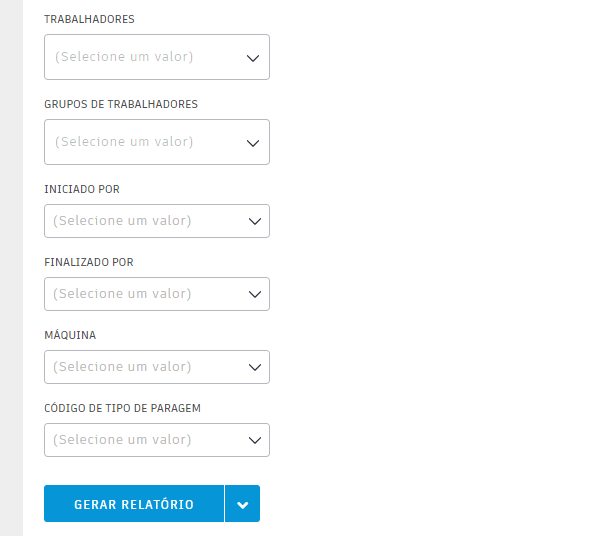 TRABALHADORES
(Selecione um valor)
GRUPOS DE TRABALHADORES
(Selecione um valor)
INICIADO POR
(Selecione um valor)
FINALIZADO POR
(Selecione um valor)
MÁQUINA
(Selecione um valor)
CÓDIGO DE TIPO DE PARAGEM
(Selecione um valor)
GERAR RELATÓRIO